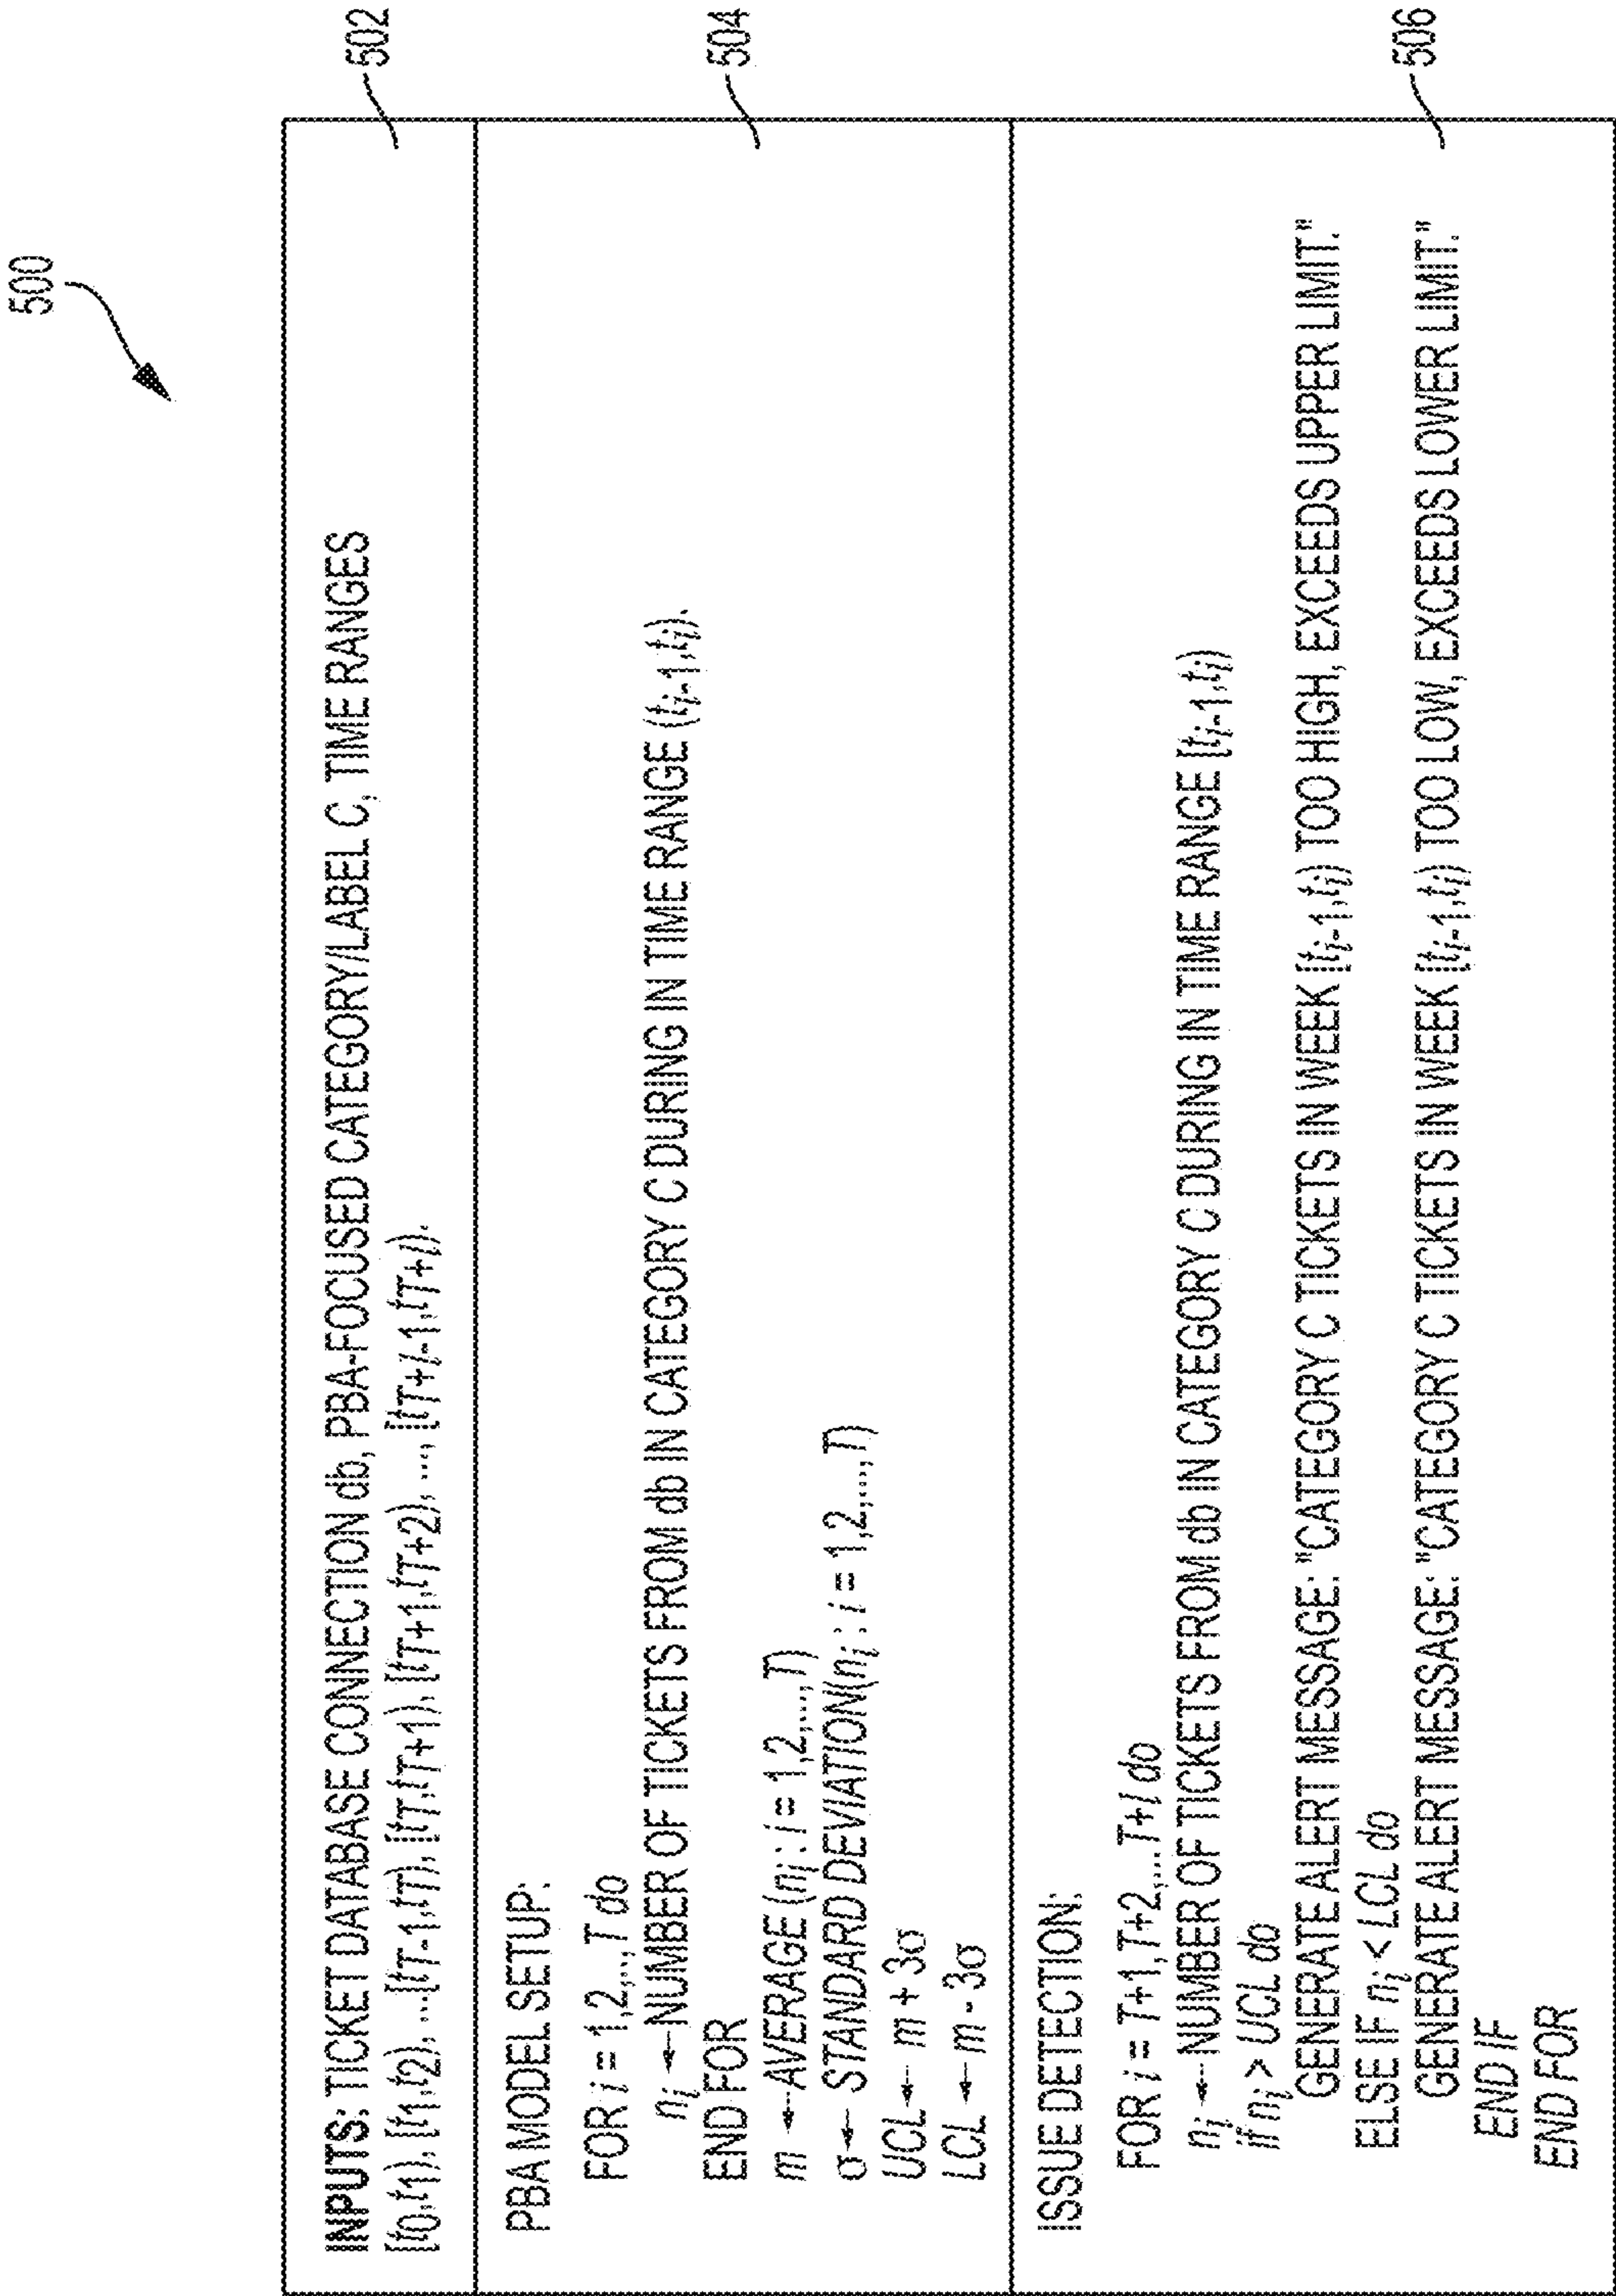 500
502
INPUTS: TICKET DATABASE CONNECTION db, PBA-FOCUSED CATEGORY/LABEL C, TIME RANGES
[t0,t1), [t1,t2), ...[tT-1,tT), [tT,tT+1), [tT+1,tT+2), ..., [tT+l-1,tT+l).
504
PBA MODEL SETUP:
FOR i = 1,2,..,T do
ni ←NUMBER OF TICKETS FROM db IN CATEGORY C DURING IN TIME RANGE (ti-1,ti).
END FOR
m ←AVERAGE (ni : i = 1,2,...,T)
σ← STANDARD DEVIATION(ni : i = 1,2,...,T)
UCL← m + 3σ
LCL ←m - 3σ
506
ISSUE DETECTION:
FOR i = T+1,T+2,...T+l do
ni ←NUMBER OF TICKETS FROM db IN CATEGORY C DURING IN TIME RANGE [ti-1,ti)
if ni > UCL do
GENERATE ALERT MESSAGE: "CATEGORY C TICKETS IN WEEK [ti-1,ti) TOO HIGH, EXCEEDS UPPER LIMIT."
ELSE IF ni < LCL do
GENERATE ALERT MESSAGE: "CATEGORY C TICKETS IN WEEK [ti-1,ti) TOO LOW, EXCEEDS LOWER LIMIT."
END IF
END FOR